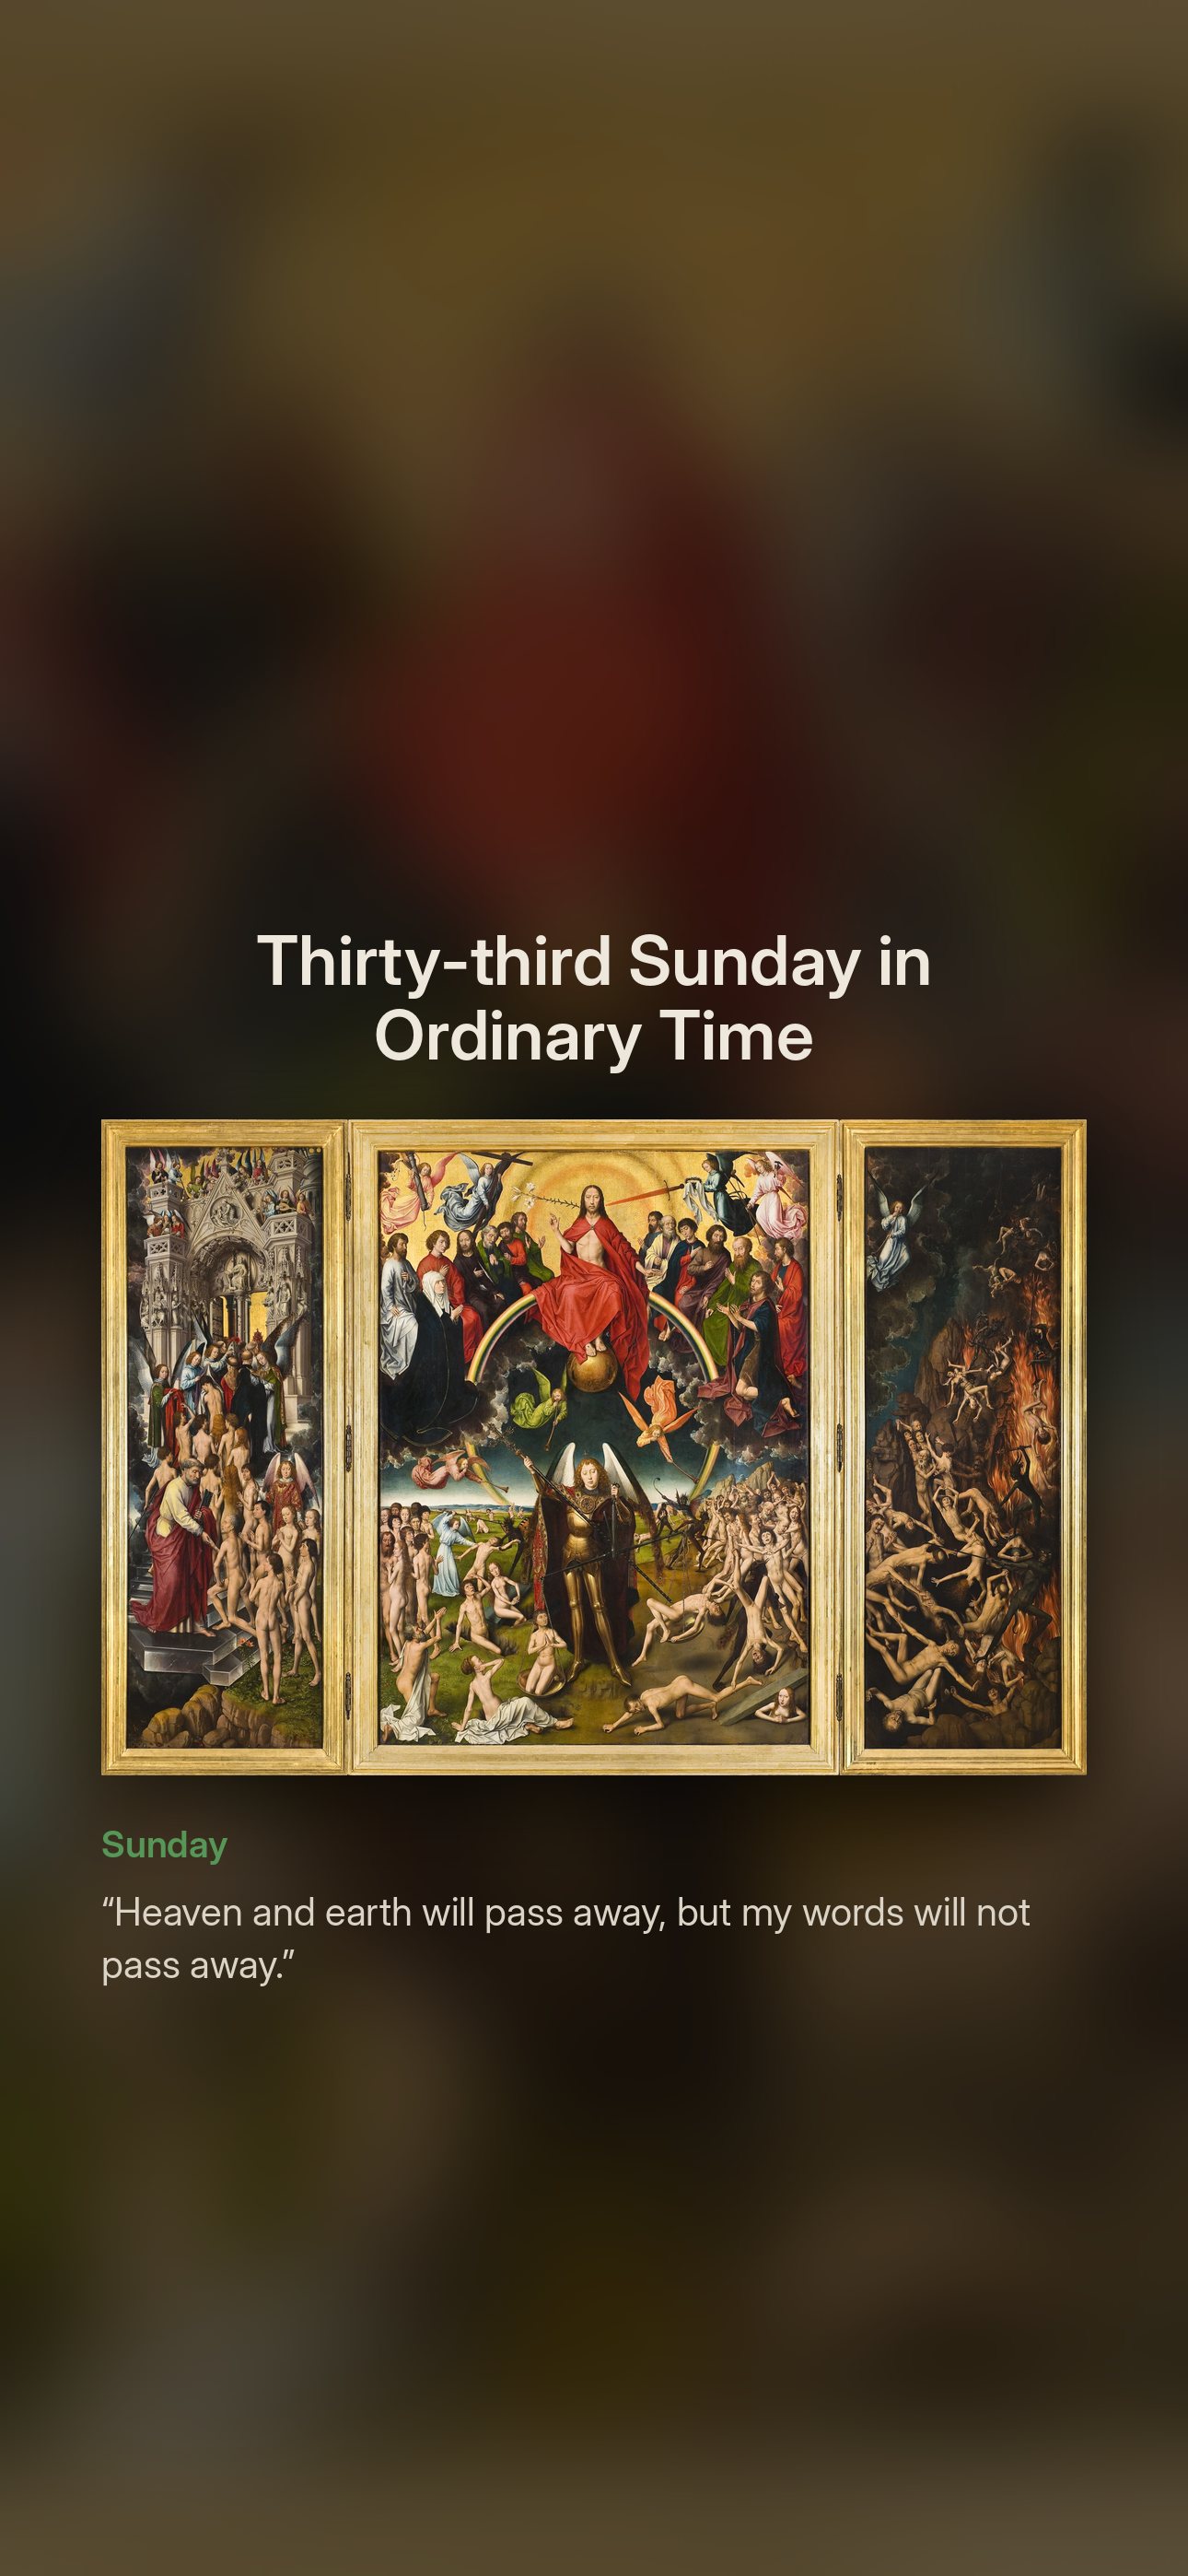 Thirty-third Sunday in
Ordinary Time
Sunday
“Heaven and earth will pass away, but my words will not
pass away.”